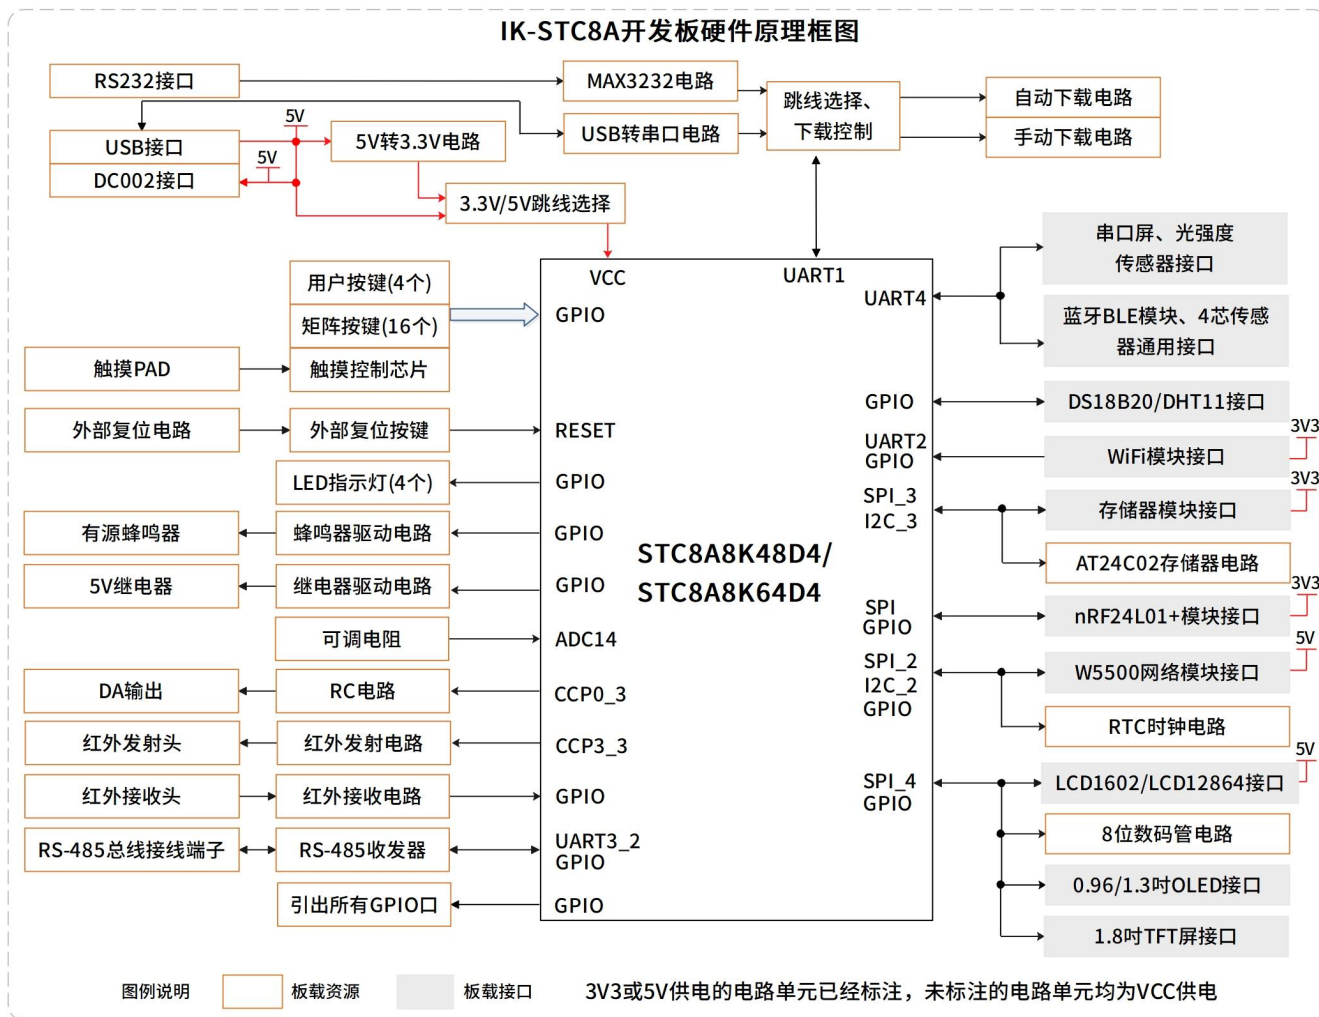 IK-STC8A开发板硬件原理框图
RS232接口
MAX3232电路
跳线选择、
下载控制
自动下载电路
手动下载电路
USB接口
5V
5V转3.3V电路
USB转串口电路
DC002接口
5V
3.3V/5V跳线选择
VCC
UART1
用户按键(4个)
矩阵按键(16个)
GPIO
触摸PAD
触摸控制芯片
外部复位电路
外部复位按键
RESET
LED指示灯(4个)
GPIO
有源蜂鸣器
蜂鸣器驱动电路
GPIO
5V继电器
继电器驱动电路
GPIO
可调电阻
ADC14
DA输出
RC电路
CCP0_3
红外发射头
红外发射电路
CCP3_3
红外接收头
红外接收电路
GPIO
RS-485总线接线端子
RS-485收发器
UART3_2
GPIO
引出所有GPIO口
GPIO
STC8A8K48D4/
STC8A8K64D4
UART4
串口屏、光强度
传感器接口
蓝牙BLE模块、4芯传感
器通用接口
GPIO
DS18B20/DHT11接口
UART2
GPIO
WiFi模块接口
3V3
SPI_3
I2C_3
存储器模块接口
3V3
AT24C02存储器电路
SPI
GPIO
nRF24L01+模块接口
3V3
SPI_2
I2C_2
GPIO
W5500网络模块接口
5V
RTC时钟电路
SPI_4
GPIO
LCD1602/LCD12864接口
5V
8位数码管电路
0.96/1.3吋OLED接口
1.8吋TFT屏接口
图例说明
板载资源
板载接口
3V3或5V供电的电路单元已经标注，未标注的电路单元均为VCC供电